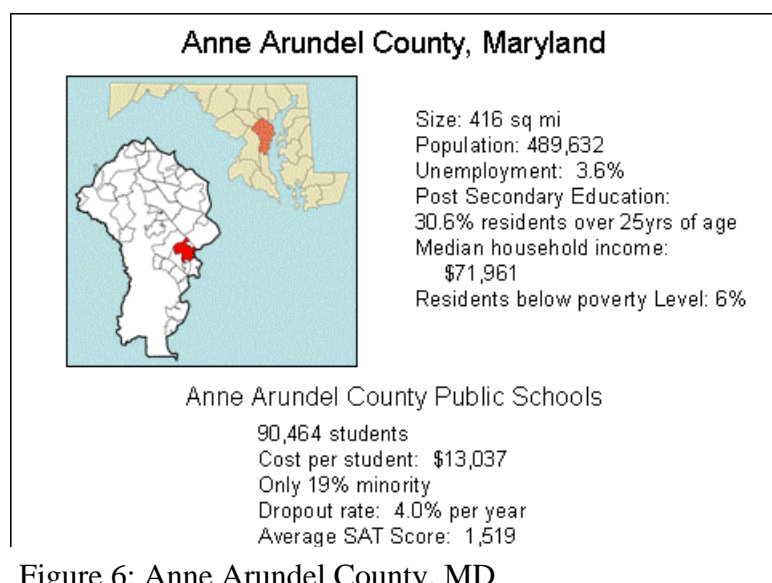 Anne Arundel County, Maryland
Size: 416 sq mi
Population: 489,632
Unemployment: 3.6%
Post Secondary Education:
30.6% residents over 25yrs of age
Median household income:
$71,961
Residents below poverty Level: 6%
Anne Arundel County Public Schools
90,464 students
Cost per student: $13,037
Only 19% minority
Dropout rate: 4.0% per year
Average SAT Score: 1,519
Figure 6: Anne Arundel County, MD